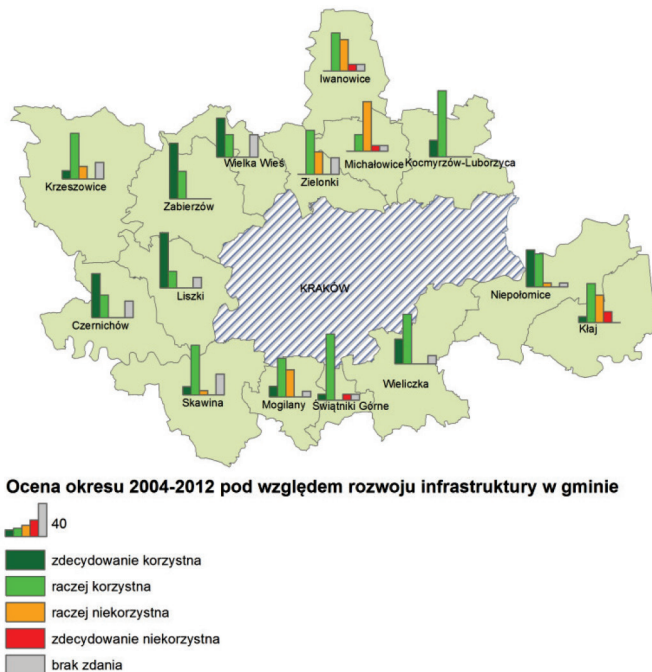 Iwanowice
Michałowice
Kocmyrzów-Luborzyca
Wielka Wieś
Zielonki
Krzeszowice
Zabierzów
KRAKÓW
Niepołomice
Liszki
Czernichów
Kłaj
Wieliczka
Skawina
Mogilany
Świątniki Górne
Ocena okresu 2004-2012 pod względem rozwoju infrastruktury w gminie
40
zdecydowanie korzystna
raczej korzystna
raczej niekorzystna
zdecydowanie niekorzystna
brak zdania